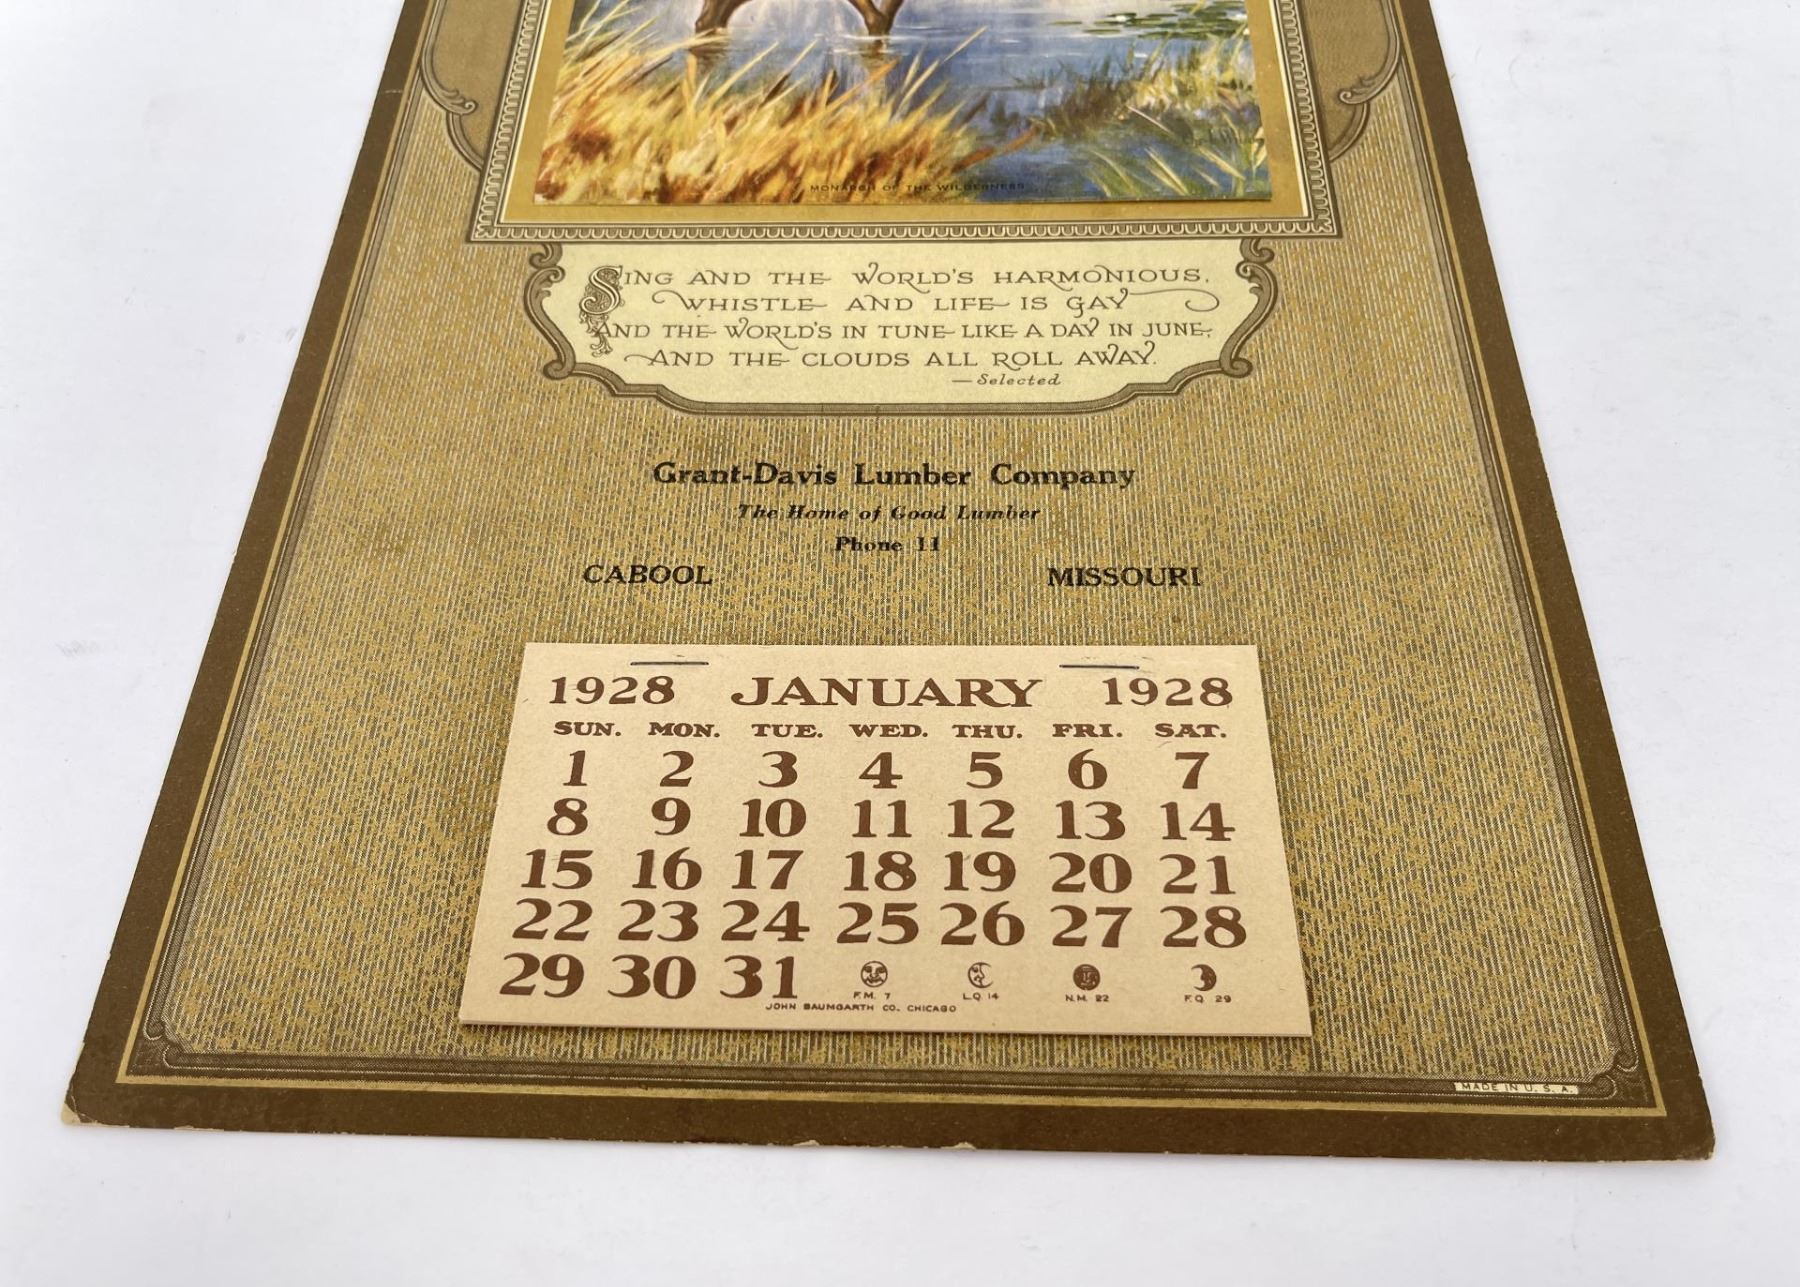 MONARCH OF THE WILDERNESS
SING AND THE WORLD'S HARMONIOUS,
WHISTLE AND LIFE IS GAY
AND THE WORLD'S IN TUNE LIKE A DAY IN JUNE,
AND THE CLOUDS ALL ROLL AWAY.
—Selected
Grant-Davis Lumber Company
The Home of Good Lumber
Phone 11
CABOOL MISSOURI
1928 JANUARY 1928
SUN. MON. TUE. WED. THU. FRI. SAT.
1 2 3 4 5 6 7
8 9 10 11 12 13 14
15 16 17 18 19 20 21
22 23 24 25 26 27 28
29 30 31
F.M. 7 L.Q. 14 N.M. 22 F.Q. 29
JOHN BAUMGARTH CO. CHICAGO
MADE IN U.S.A.